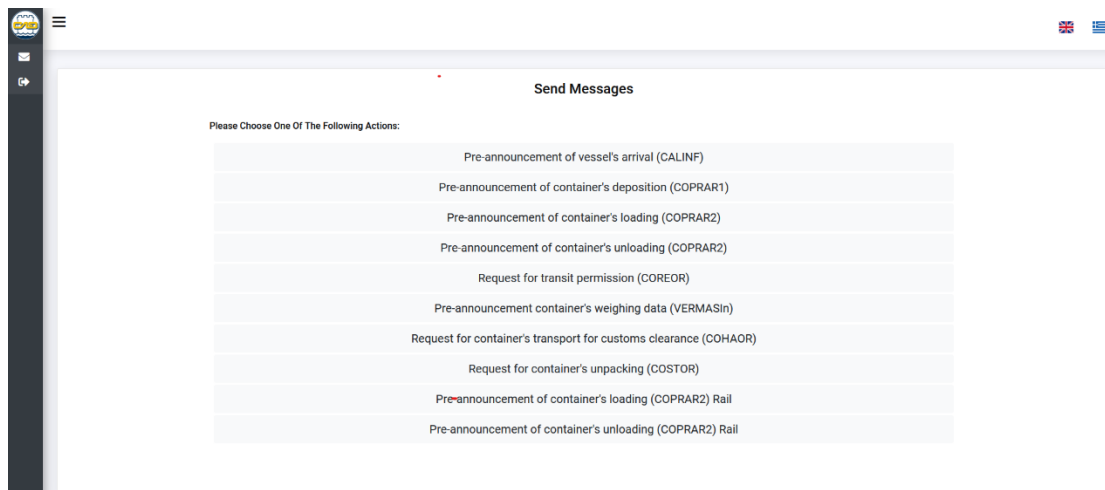 Send Messages
Please Choose One Of The Following Actions:
Pre-announcement of vessel's arrival (CALINF)
Pre-announcement of container's deposition (COPRAR1)
Pre-announcement of container's loading (COPRAR2)
Pre-announcement of container's unloading (COPRAR2)
Request for transit permission (COREOR)
Pre-announcement container's weighing data (VERMASIn)
Request for container's transport for customs clearance (COHAOR)
Request for container's unpacking (COSTOR)
Pre-announcement of container's loading (COPRAR2) Rail
Pre-announcement of container's unloading (COPRAR2) Rail